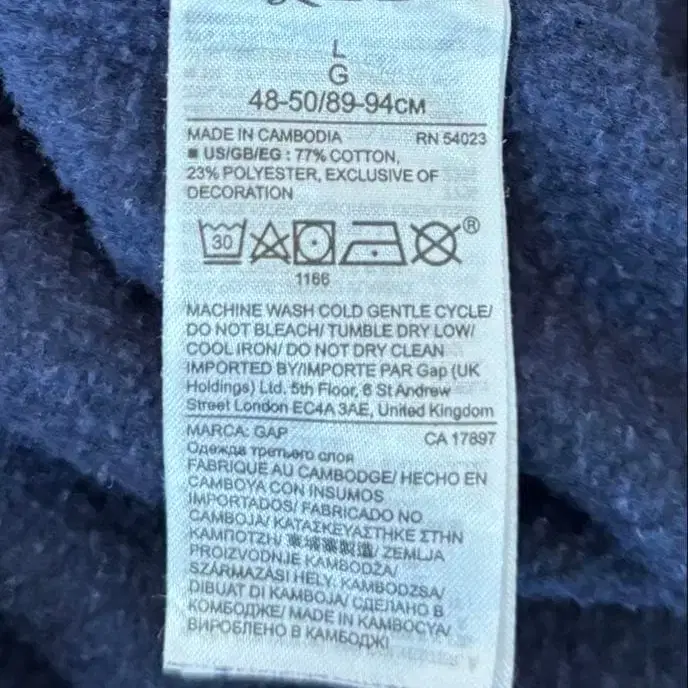 L
G
48-50/89-94CM
MADE IN CAMBODIA RN 54023
■ US/GB/EG : 77% COTTON,
23% POLYESTER, EXCLUSIVE OF
DECORATION
30
®
1166
MACHINE WASH COLD GENTLE CYCLE/
DO NOT BLEACH/ TUMBLE DRY LOW/
COOL IRON/ DO NOT DRY CLEAN
IMPORTED BY/IMPORTE PAR Gap (UK
Holdings) Ltd. 5th Floor, 6 St Andrew
Street London EC4A 3AE, United Kingdom
MARCA: GAP CA 17897
Одежда третьего слоя
FABRIQUE AU CAMBODGE/ HECHO EN
CAMBOYA CON INSUMOS
IMPORTADOS/ FABRICADO NO
CAMBOJA/ ΚΑΤΑΣΚΕΥΑΣΤΗΚΕ ΣΤΗΝ
ΚΑΜΠΟΤΖΗ/ ZEMLJA
PROIZVODNJE KAMBODŽA/
SZÁRMAZÁSI HELY: KAMBODZSA/
DIBUAT DI KAMBOJA/ СДЕЛАНО В
КОМБОДЖЕ/ MADE IN KAMBOCYA/
ВИРОБЛЕНО В КАМБОДЖІ